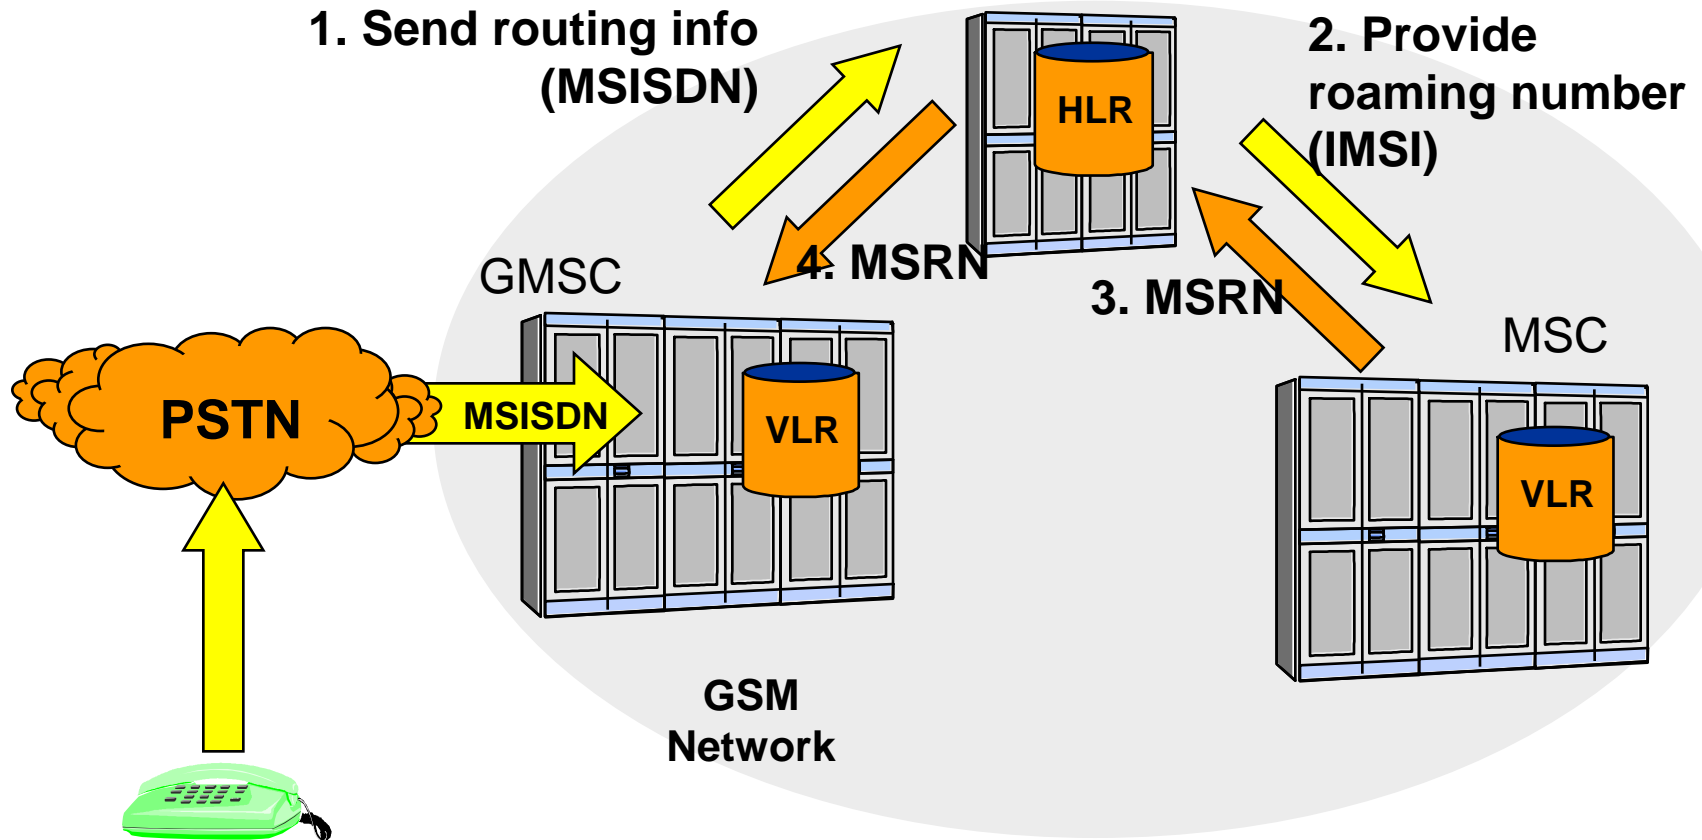 1. Send routing info
(MSISDN)
2. Provide
roaming number
(IMSI)
HLR
4. MSRN
3. MSRN
GMSC
MSC
PSTN
MSISDN
VLR
VLR
GSM
Network